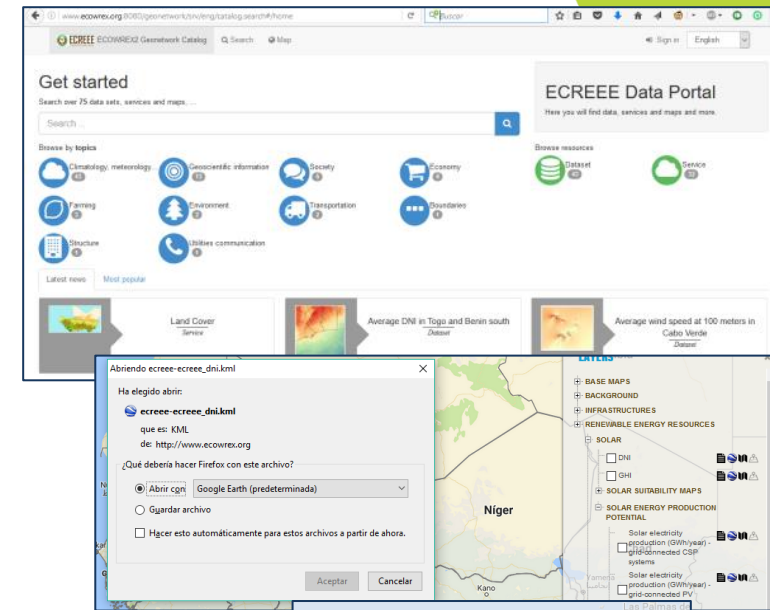 www.ecowrex.org:8080/geonetwork/srv/eng/catalog.search#/home
Buscar
ECREEE ECOWREX2 Geonetwork Catalog
Search
Map
Sign in
English
Get started
Search over 75 data sets, services and maps, ...
Search ...
ECREEE Data Portal
Here you will find data, services and maps and more.
Browse by topics
Browse resources
Climatology, meteorology
Geoscientific information
Society
Economy
Dataset
Service
Farming
Environment
Transportation
Boundaries
Structure
Utilities communication
Latest news
Most popular
Land Cover
Service
Average DNI in Togo and Benin south
Dataset
Average wind speed at 100 meters in
Cabo Verde
Dataset
Abriendo ecreee-ecreee_dni.kml
Ha elegido abrir:
ecreee-ecreee_dni.kml
que es: KML
de: http://www.ecowrex.org
¿Qué debería hacer Firefox con este archivo?
Abrir con
Google Earth (predeterminada)
Guardar archivo
Hacer esto automáticamente para estos archivos a partir de ahora.
Aceptar
Cancelar
Níger
Kano
LAYERS
BASE MAPS
BACKGROUND
INFRASTRUCTURES
RENEWABLE ENERGY RESOURCES
SOLAR
DNI
GHI
SOLAR SUITABILITY MAPS
SOLAR ENERGY PRODUCTION
POTENTIAL
Solar electricity
production (GWh/year) -
grid-connected CSP
systems
Solar electricity
production (GWh/year) -
grid-connected PV
Las Palmas de